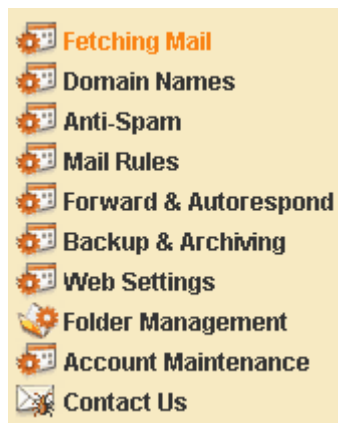 Fetching Mail
Domain Names
Anti-Spam
Mail Rules
Forward & Autorespond
Backup & Archiving
Web Settings
Folder Management
Account Maintenance
Contact Us